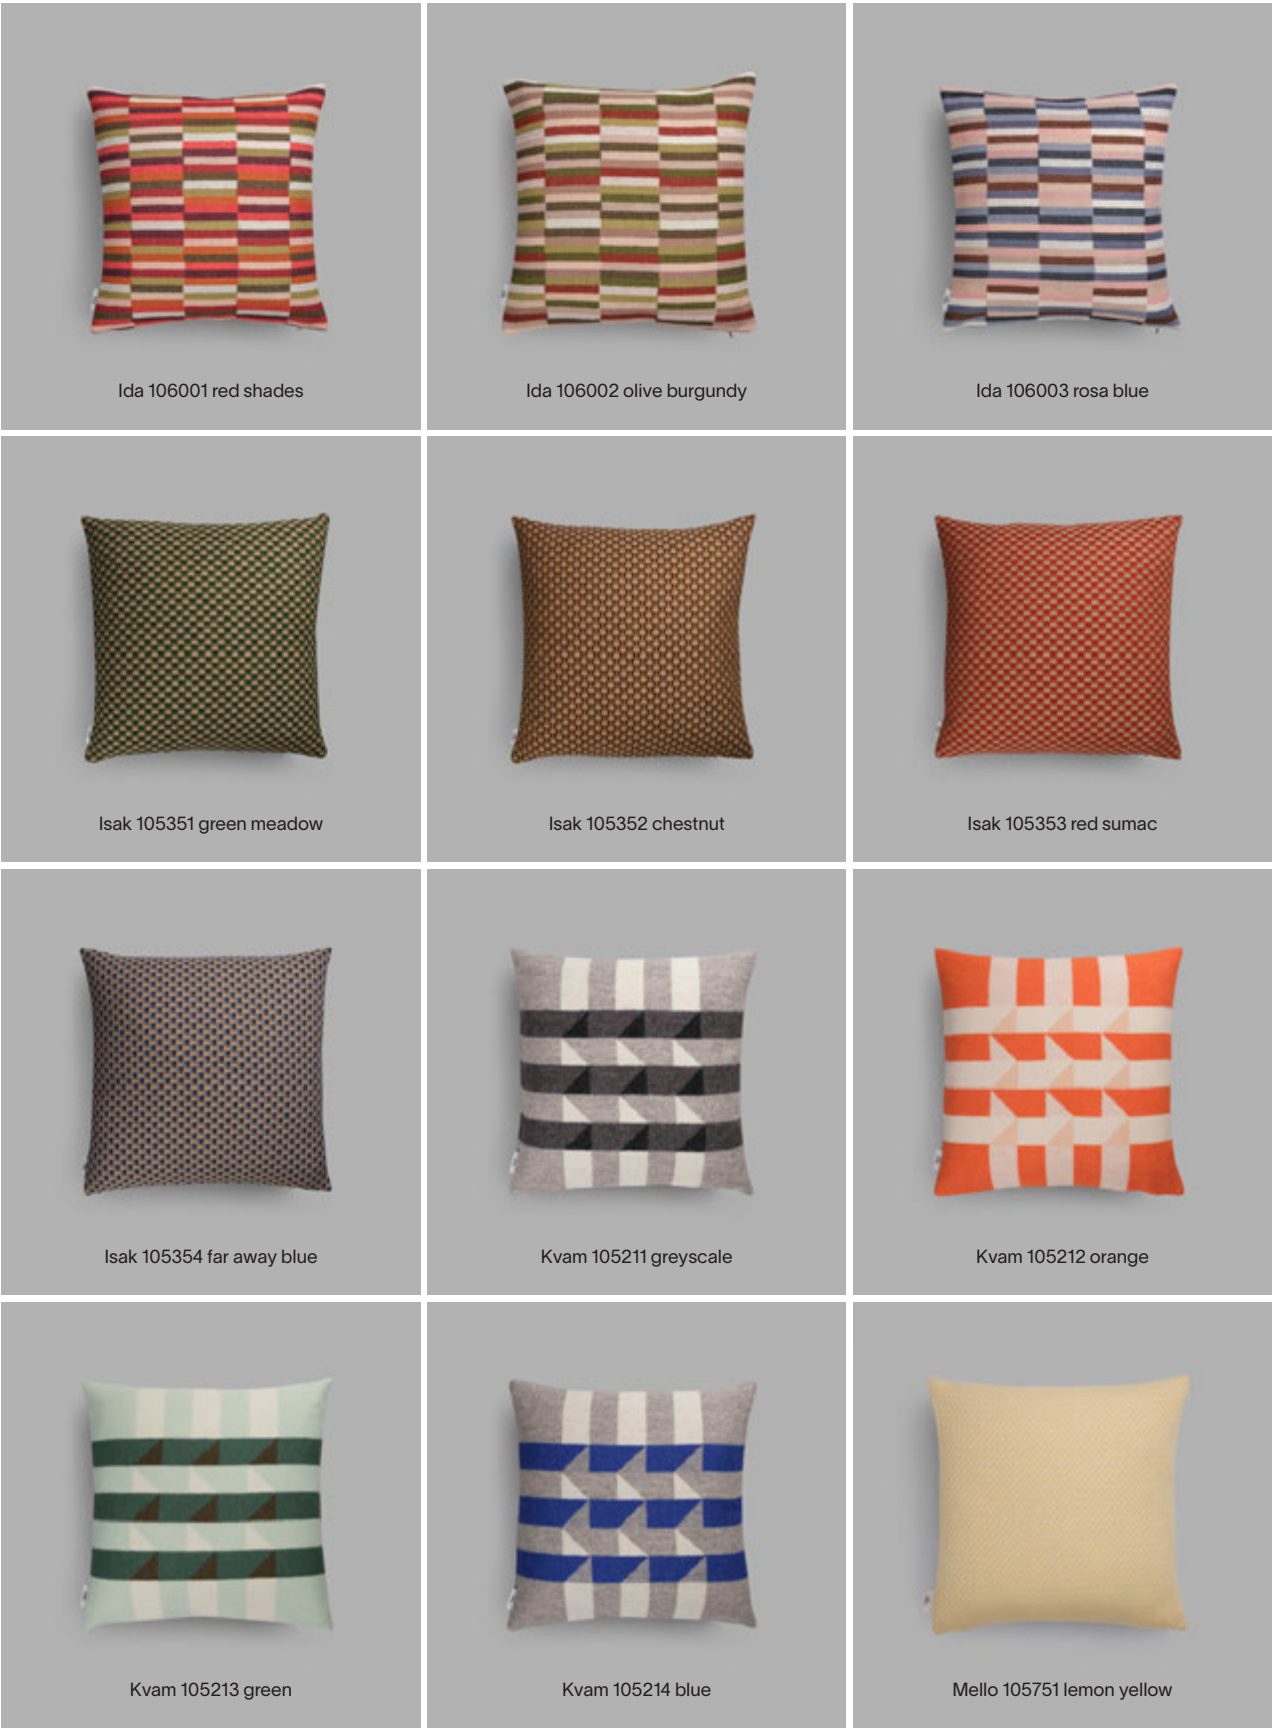 Ida 106001 red shades
Ida 106002 olive burgundy
Ida 106003 rosa blue
Isak 105351 green meadow
Isak 105352 chestnut
Isak 105353 red sumac
Isak 105354 far away blue
Kvam 105211 greyscale
Kvam 105212 orange
Kvam 105213 green
Kvam 105214 blue
Mello 105751 lemon yellow